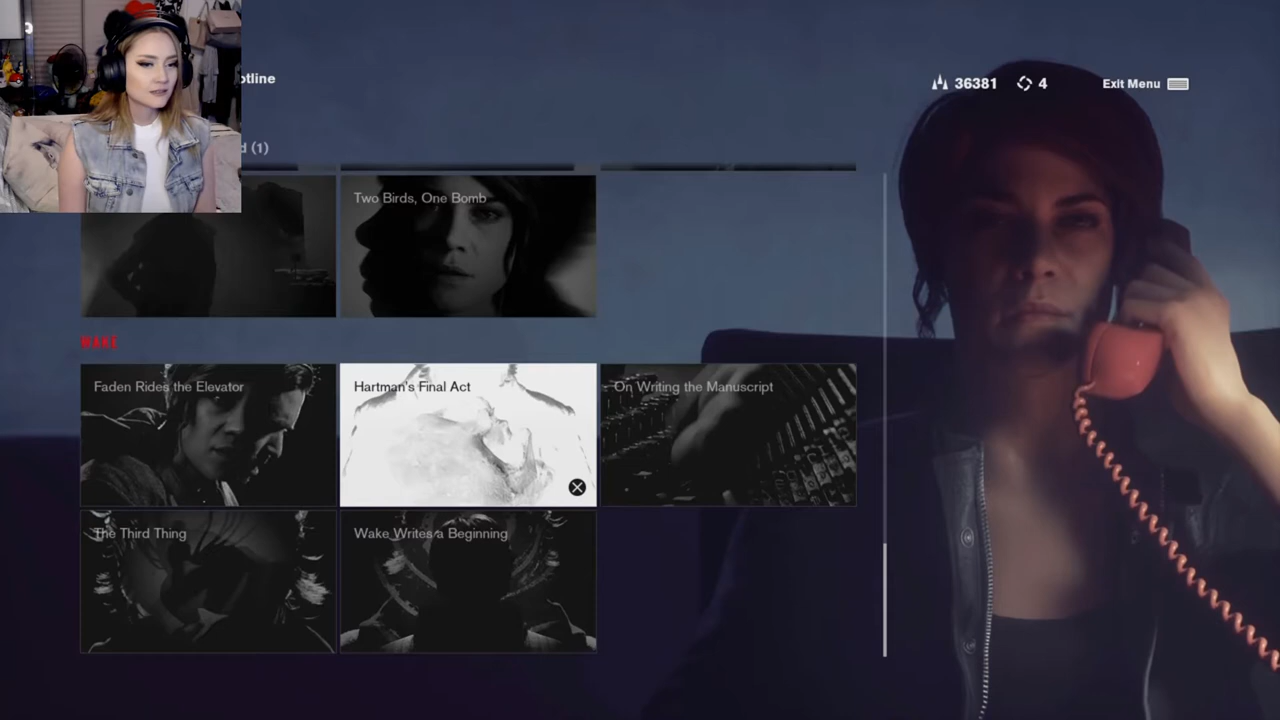 otline
36381
4
Exit Menu
d (1)
Two Birds, One Bomb
WAKE
Faden Rides the Elevator
Hartman's Final Act
On Writing the Manuscript
The Third Thing
Wake Writes a Beginning